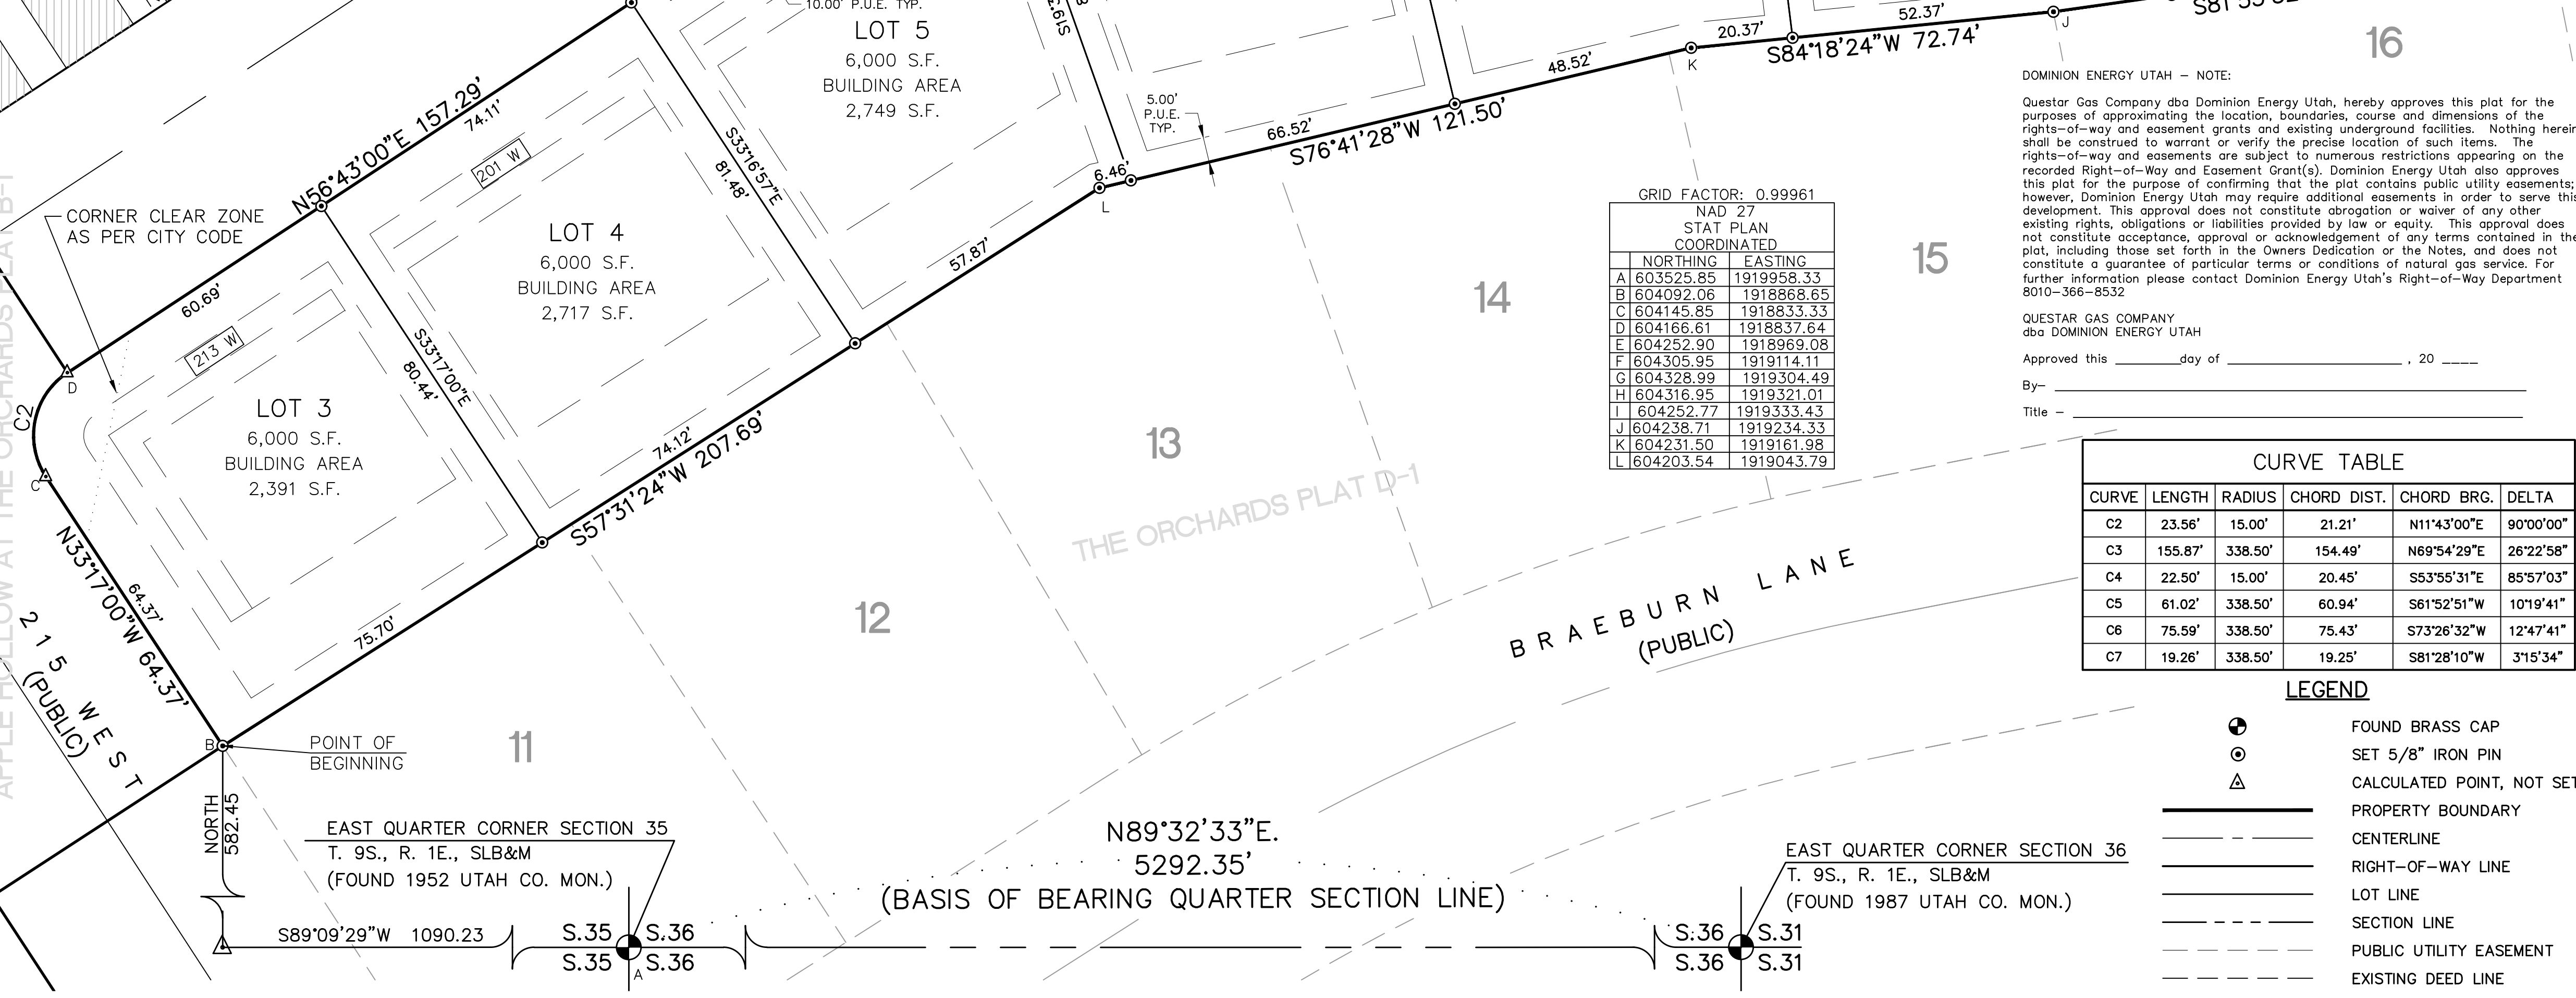 10.00' P.U.E. TYP.
LOT 5
6,000 S.F.
BUILDING AREA
2,749 S.F.
N56°43'00"E 157.29'
74.11'
201 W
S33°16'57"E
81.48'
5.00'
P.U.E.
TYP.
6.46'
L
66.52'
S76°41'28"W 121.50'
48.52'
K
20.37'
52.37'
S84°18'24"W 72.74'
J
16
CORNER CLEAR ZONE
AS PER CITY CODE
60.69'
213 W
LOT 4
6,000 S.F.
BUILDING AREA
2,717 S.F.
57.87'
D
C2
C
LOT 3
6,000 S.F.
BUILDING AREA
2,391 S.F.
S33°17'00"E
80.44'
74.12'
S57°31'24"W 207.69'
N33°17'00"W 64.37'
64.37'
75.70'
215 WEST
(PUBLIC)
B
POINT OF
BEGINNING
APPLE HOLLOW AT THE ORCHARDS PLAT B-1
11
12
13
14
15
THE ORCHARDS PLAT D-1
BRAEBURN LANE
(PUBLIC)
NORTH
582.45
EAST QUARTER CORNER SECTION 35
T. 9S., R. 1E., SLB&M
(FOUND 1952 UTAH CO. MON.)
S89°09'29"W 1090.23
S.35 S.36
S.35 S.36
A
N89°32'33"E.
5292.35'
(BASIS OF BEARING QUARTER SECTION LINE)
EAST QUARTER CORNER SECTION 36
T. 9S., R. 1E., SLB&M
(FOUND 1987 UTAH CO. MON.)
S.36 S.31
S.36 S.31
GRID FACTOR: 0.99961
NAD 27
STAT PLAN
COORDINATED
NORTHING EASTING
A 603525.85 1919958.33
B 604092.06 1918868.65
C 604145.85 1918833.33
D 604166.61 1918837.64
E 604252.90 1918969.08
F 604305.95 1919114.11
G 604328.99 1919304.49
H 604316.95 1919321.01
I 604252.77 1919333.43
J 604238.71 1919234.33
K 604231.50 1919161.98
L 604203.54 1919043.79
DOMINION ENERGY UTAH - NOTE:
Questar Gas Company dba Dominion Energy Utah, hereby approves this plat for the
purposes of approximating the location, boundaries, course and dimensions of the
rights-of-way and easement grants and existing underground facilities. Nothing herein
shall be construed to warrant or verify the precise location of such items. The
rights-of-way and easements are subject to numerous restrictions appearing on the
recorded Right-of-Way and Easement Grant(s). Dominion Energy Utah also approves
this plat for the purpose of confirming that the plat contains public utility easements;
however, Dominion Energy Utah may require additional easements in order to serve this
development. This approval does not constitute abrogation or waiver of any other
existing rights, obligations or liabilities provided by law or equity. This approval does
not constitute acceptance, approval or acknowledgement of any terms contained in the
plat, including those set forth in the Owners Dedication or the Notes, and does not
constitute a guarantee of particular terms or conditions of natural gas service. For
further information please contact Dominion Energy Utah's Right-of-Way Department
8010-366-8532
QUESTAR GAS COMPANY
dba DOMINION ENERGY UTAH
Approved this ________day of ________________________, 20 ____
By- ________________________
Title - ________________________
CURVE TABLE
CURVE LENGTH RADIUS CHORD DIST. CHORD BRG. DELTA
C2 23.56' 15.00' 21.21' N11°43'00"E 90°00'00"
C3 155.87' 338.50' 154.49' N69°54'29"E 26°22'58"
C4 22.50' 15.00' 20.45' S53°55'31"E 85°57'03"
C5 61.02' 338.50' 60.94' S61°52'51"W 10°19'41"
C6 75.59' 338.50' 75.43' S73°26'32"W 12°47'41"
C7 19.26' 338.50' 19.25' S81°28'10"W 3°15'34"
LEGEND
FOUND BRASS CAP
SET 5/8" IRON PIN
CALCULATED POINT, NOT SET
PROPERTY BOUNDARY
CENTERLINE
RIGHT-OF-WAY LINE
LOT LINE
SECTION LINE
PUBLIC UTILITY EASEMENT
EXISTING DEED LINE